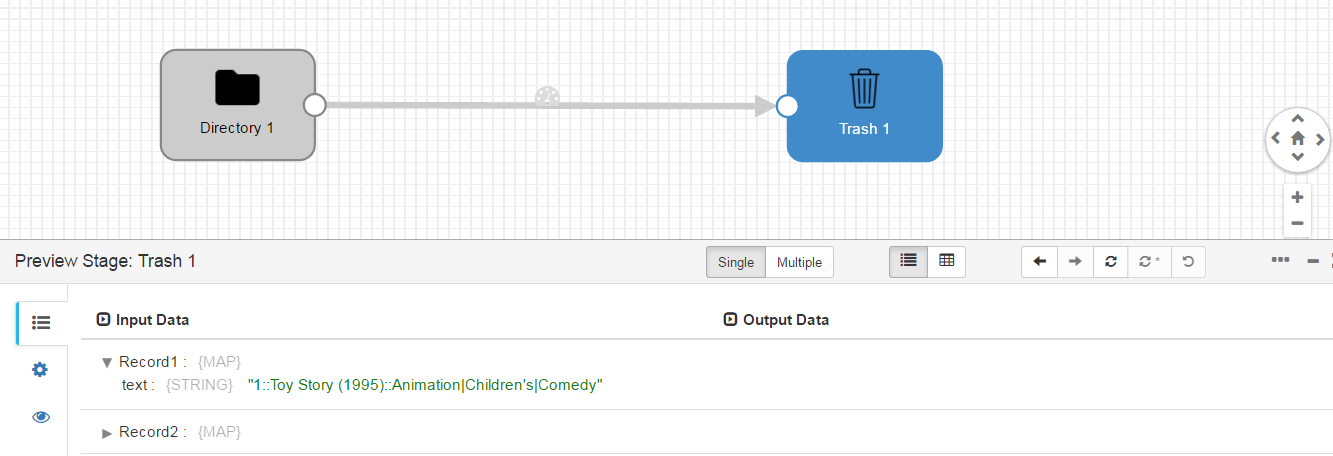 Directory 1
Trash 1
Preview Stage: Trash 1
Single Multiple
Input Data Output Data
Record1 : {MAP}
text : {STRING} "1::Toy Story (1995)::Animation|Children's|Comedy"
Record2 : {MAP}